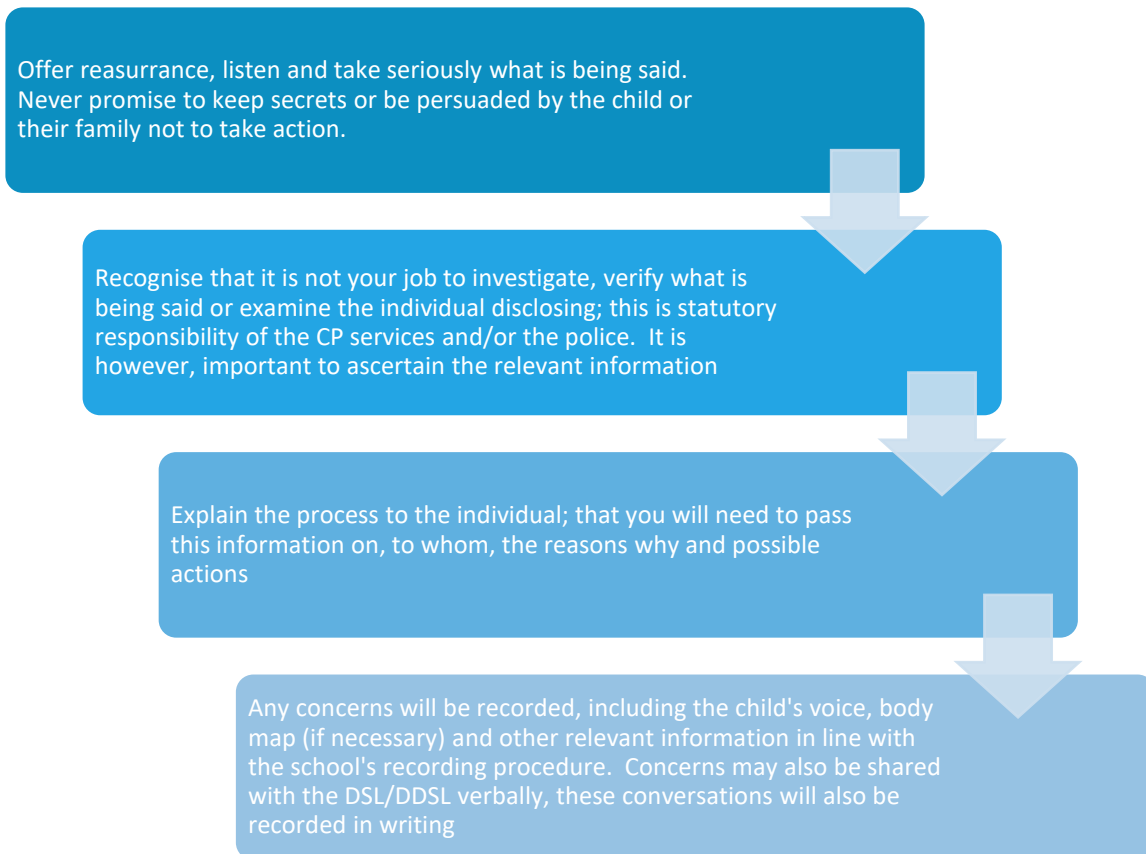 Offer reasurrance, listen and take seriously what is being said.
Never promise to keep secrets or be persuaded by the child or
their family not to take action.
Recognise that it is not your job to investigate, verify what is
being said or examine the individual disclosing; this is statutory
responsibility of the CP services and/or the police.  It is
however, important to ascertain the relevant information
Explain the process to the individual; that you will need to pass
this information on, to whom, the reasons why and possible
actions
Any concerns will be recorded, including the child's voice, body
map (if necessary) and other relevant information in line with
the school's recording procedure.  Concerns may also be shared
with the DSL/DDSL verbally, these conversations will also be
recorded in writing